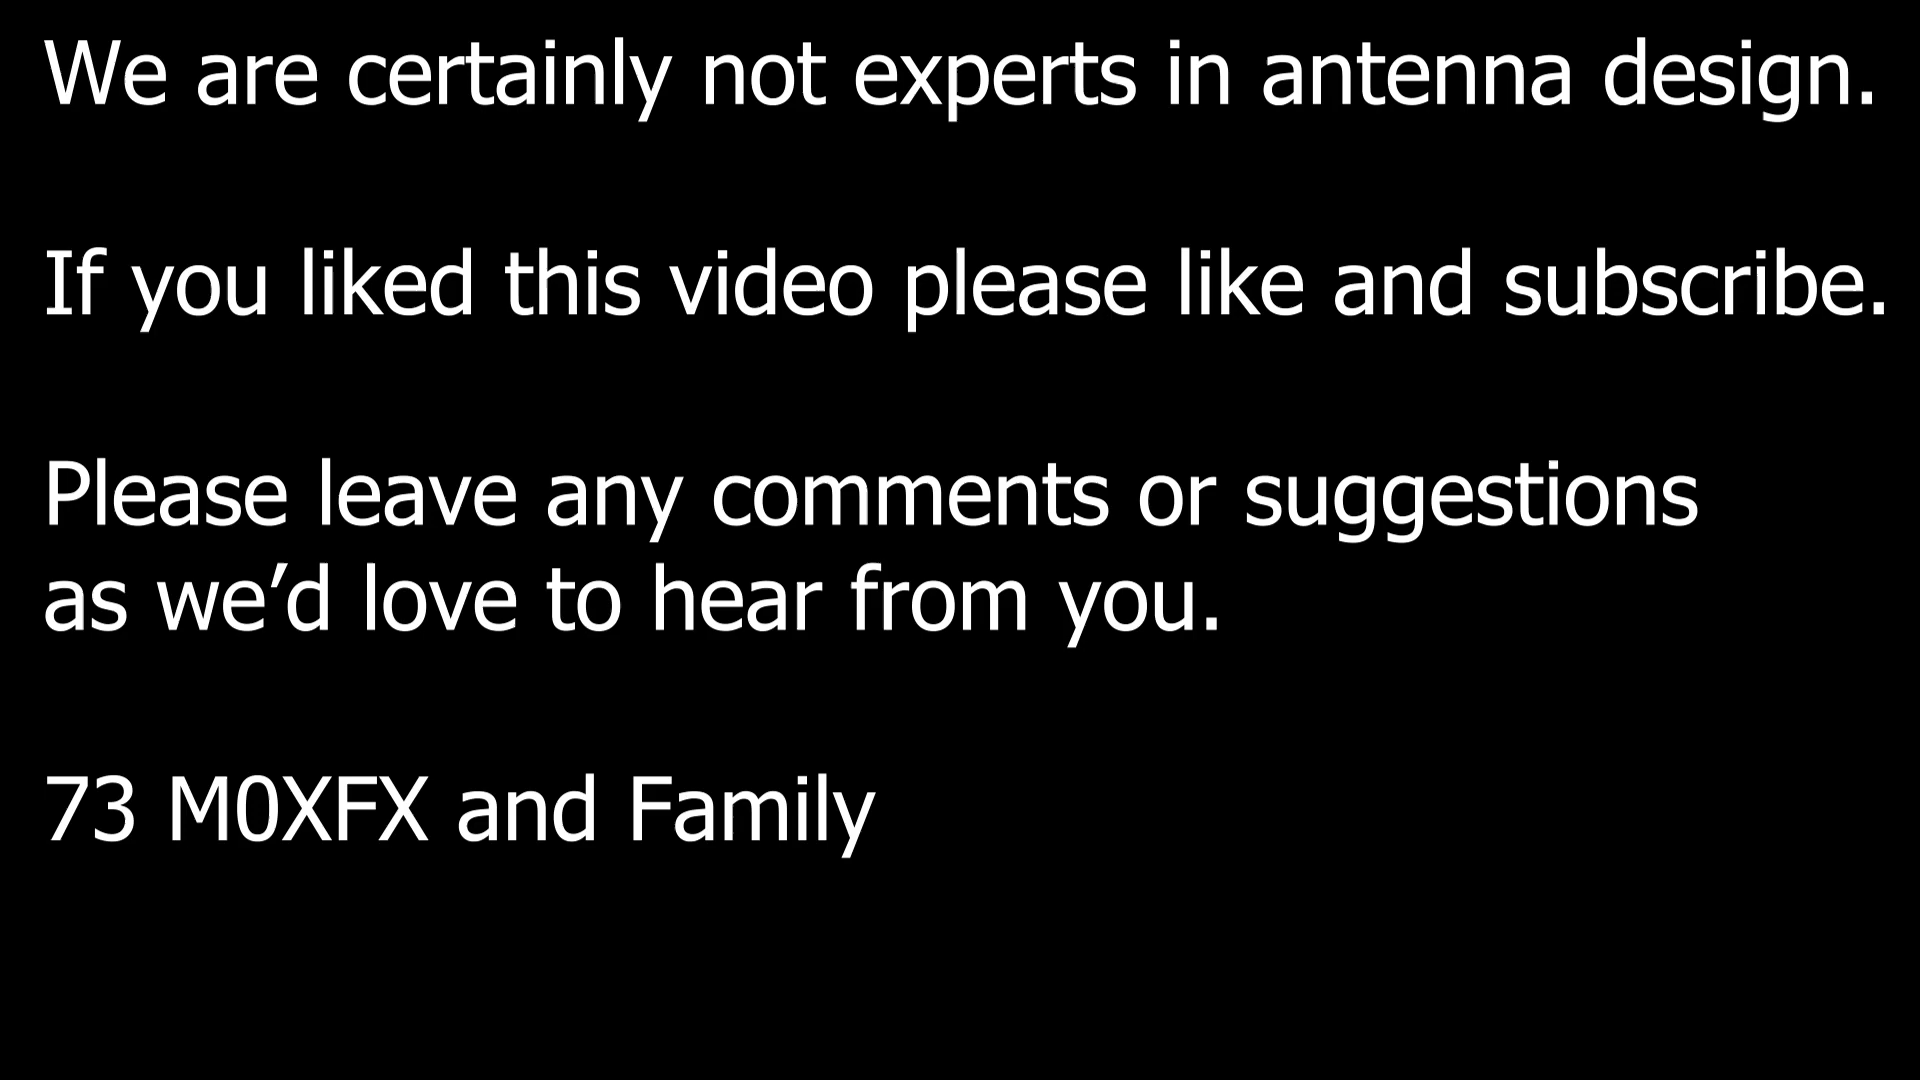 We are certainly not experts in antenna design.
If you liked this video please like and subscribe.
Please leave any comments or suggestions
as we’d love to hear from you.
73 M0XFX and Family